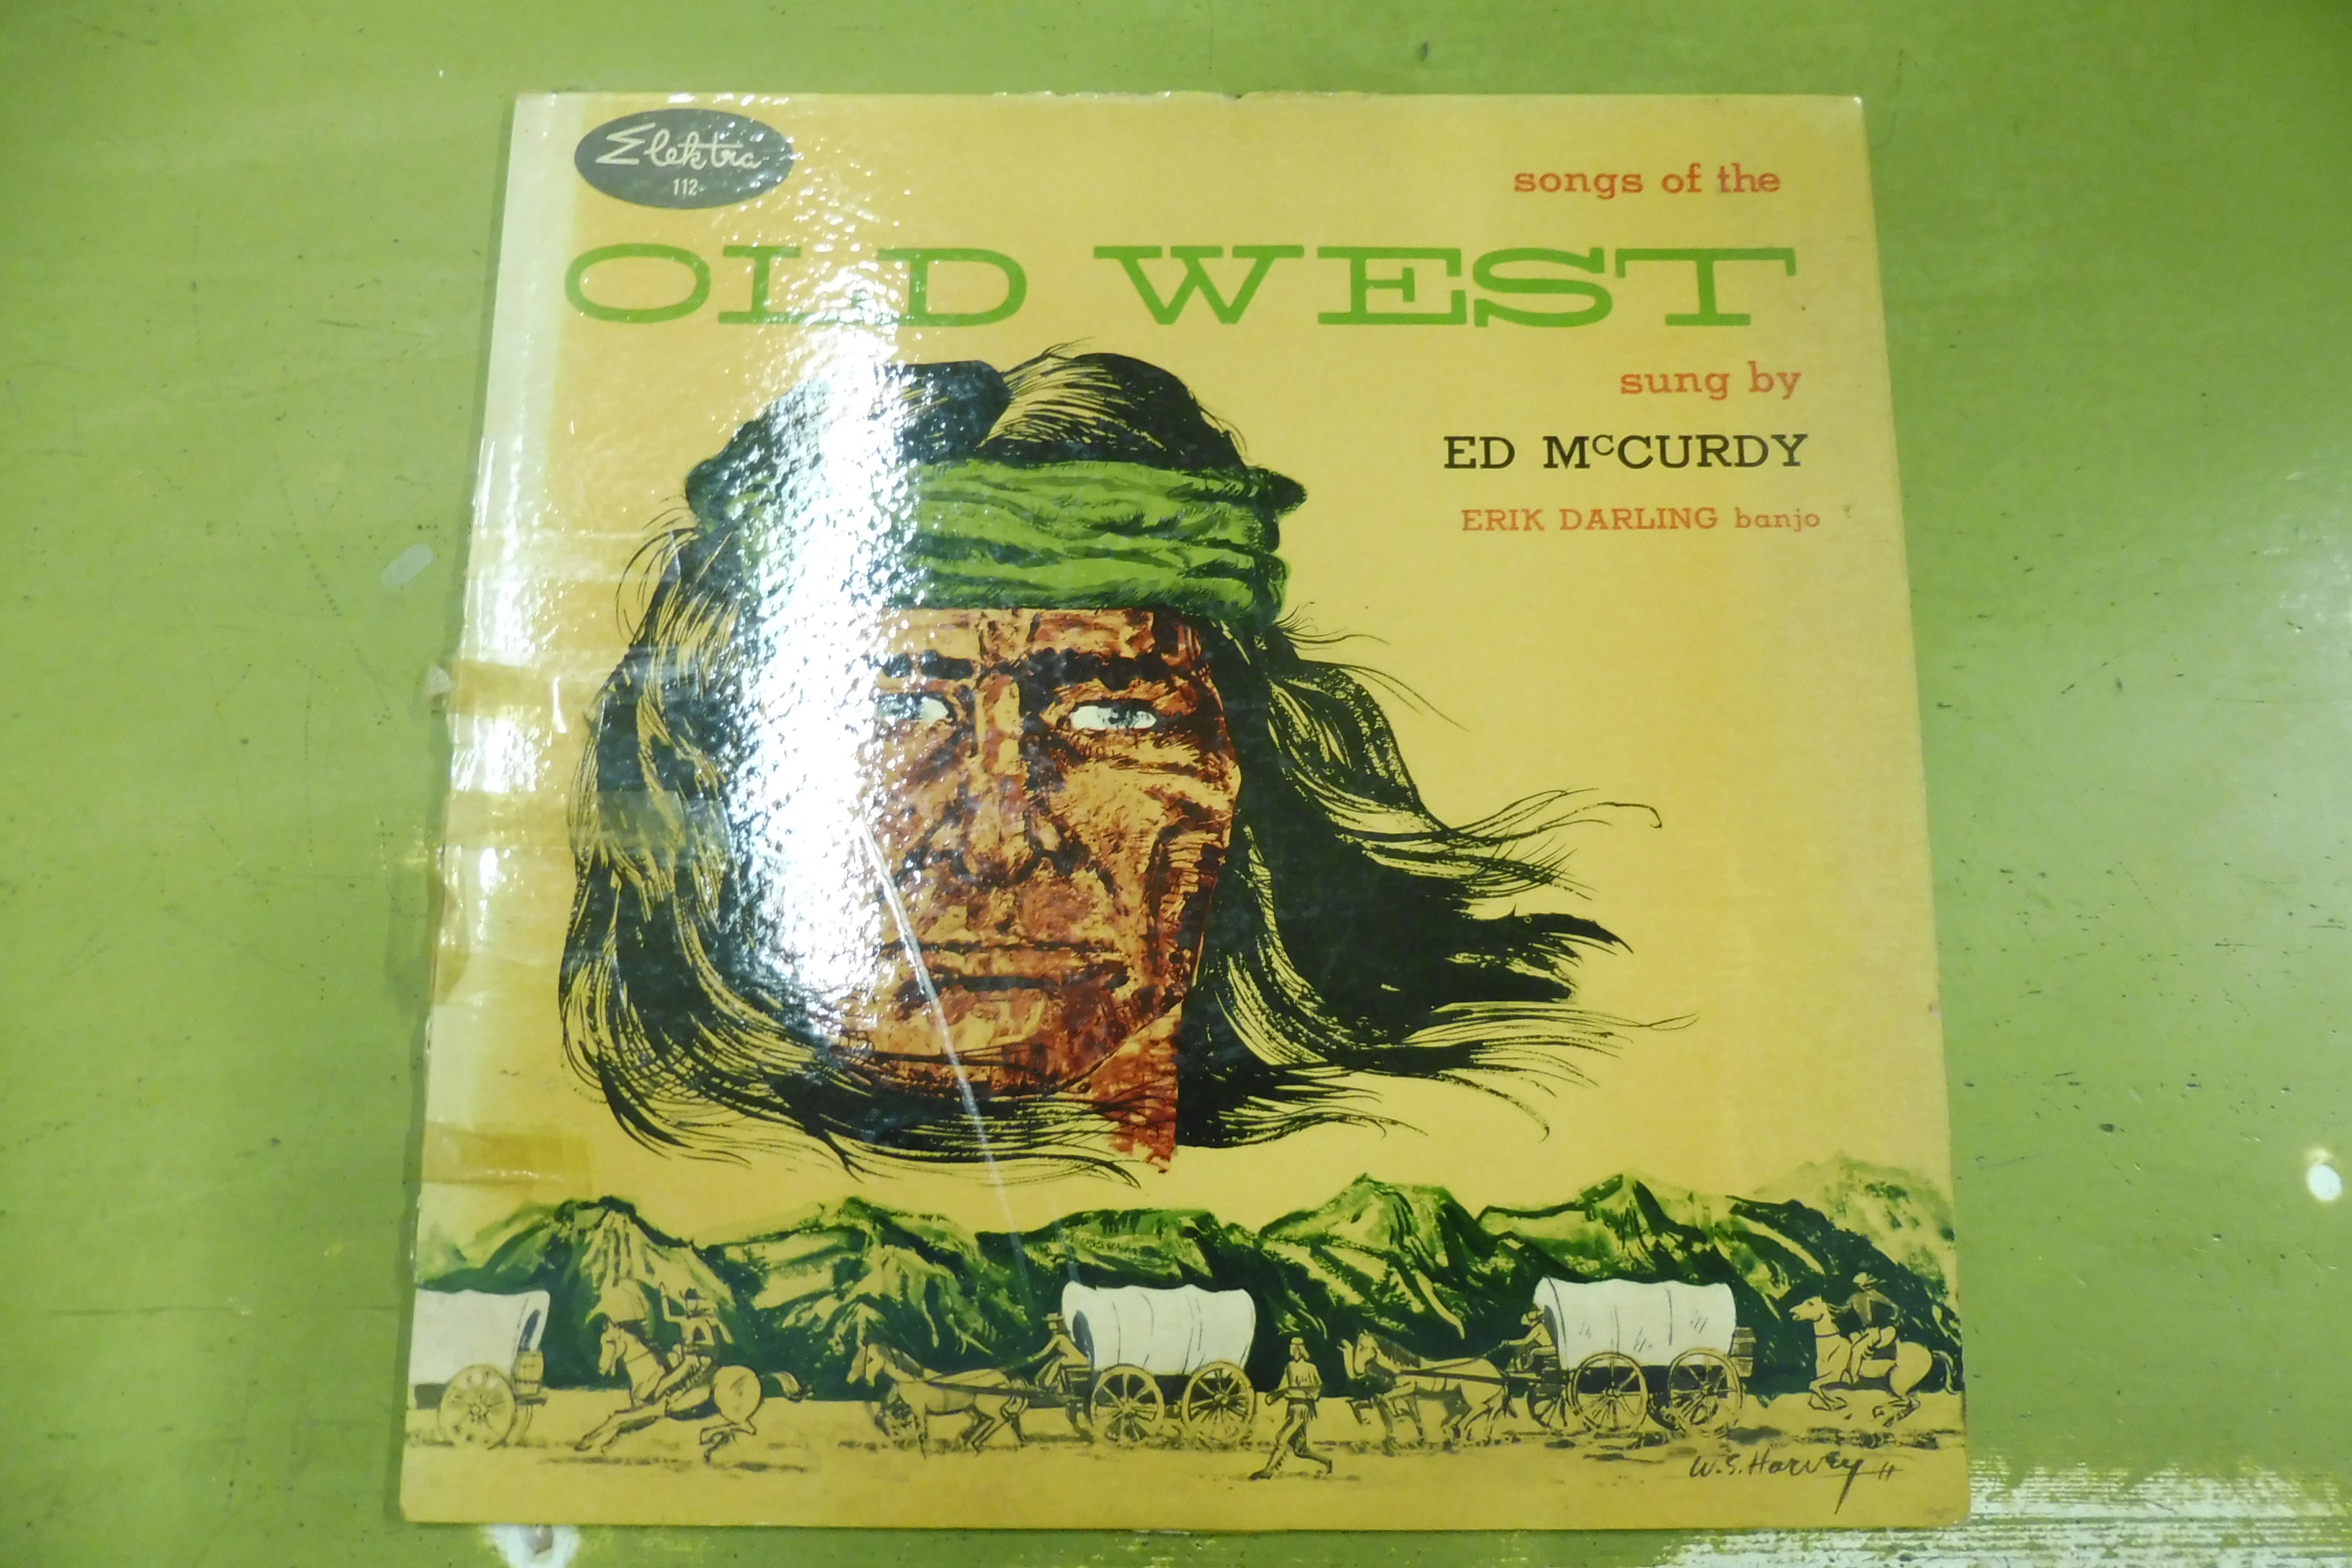 Elektra
112
songs of the
OLD WEST
sung by
ED McCURDY
ERIK DARLING banjo
W.S. Harvey